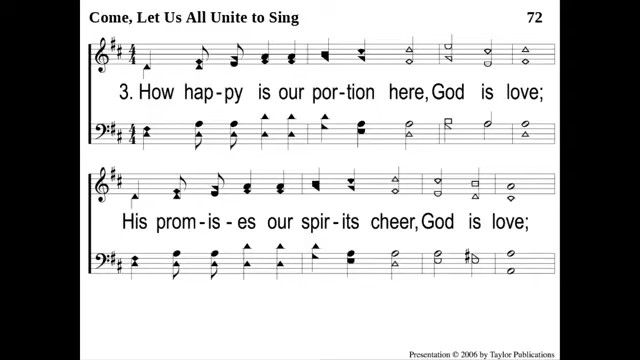 Come, Let Us All Unite to Sing 72
3. How hap-py is our por-tion here, God is love;
His prom-is-es our spir-its cheer, God is love;
Presentation © 2006 by Taylor Publications